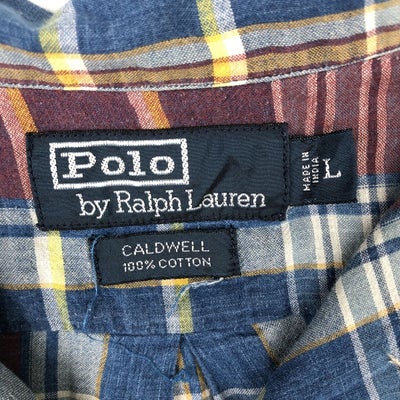 Polo
by Ralph Lauren
MADE IN
INDIA
L
CALDWELL
100% COTTON